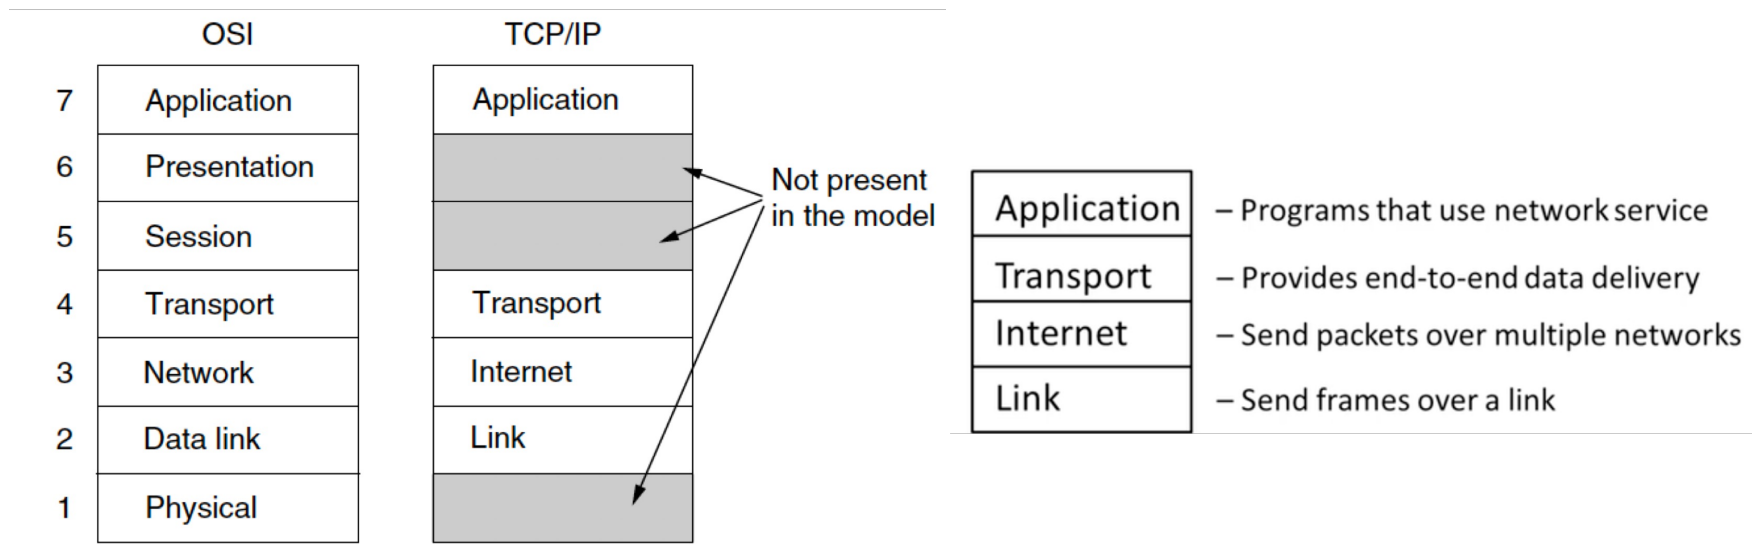 OSI TCP/IP
7 Application Application
6 Presentation
5 Session
4 Transport Transport
3 Network Internet
2 Data link Link
1 Physical
Not present
in the model
Application – Programs that use network service
Transport – Provides end-to-end data delivery
Internet – Send packets over multiple networks
Link – Send frames over a link